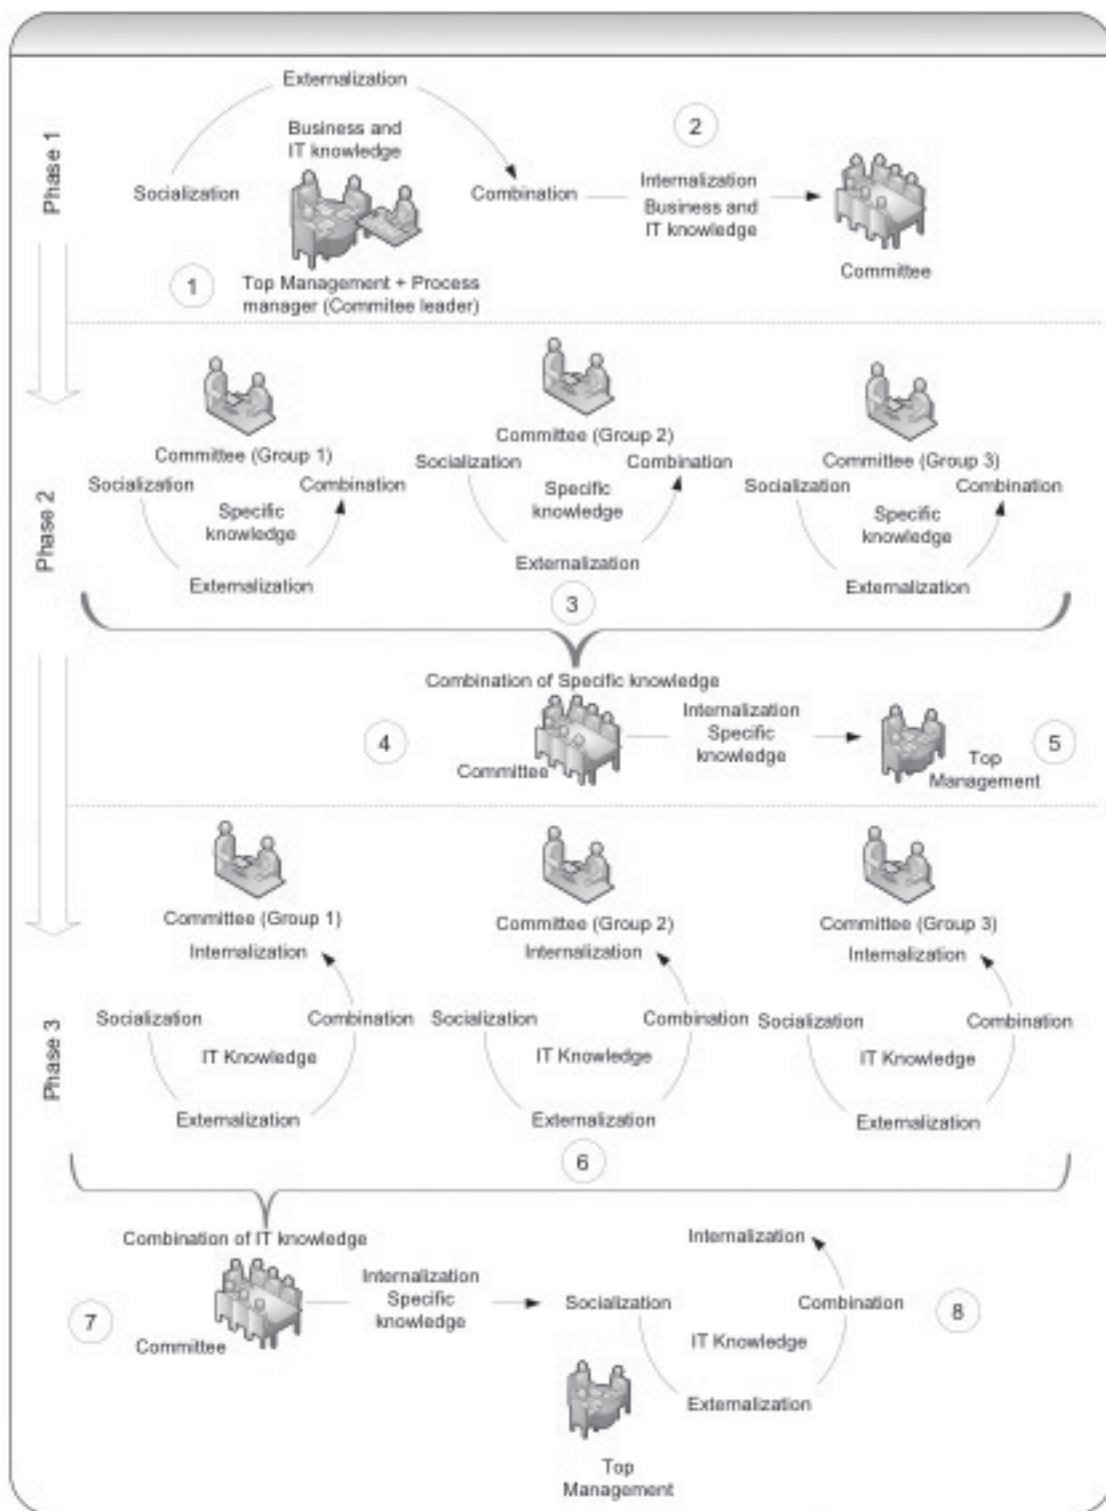 Phase 1
Externalization
Business and
IT knowledge
Socialization
Combination
2
Internalization
Business and
IT knowledge
Committee
1
Top Management + Process
manager (Commitee leader)
Phase 2
Committee (Group 1)
Socialization
Combination
Specific
knowledge
Externalization
Committee (Group 2)
Socialization
Combination
Specific
knowledge
Externalization
Committee (Group 3)
Socialization
Combination
Specific
knowledge
Externalization
3
Combination of Specific knowledge
4
Committee
Internalization
Specific
knowledge
Top
Management
5
Phase 3
Committee (Group 1)
Internalization
Socialization
Combination
IT Knowledge
Externalization
Committee (Group 2)
Internalization
Socialization
Combination
IT Knowledge
Externalization
Committee (Group 3)
Internalization
Socialization
Combination
IT Knowledge
Externalization
6
Combination of IT knowledge
7
Committee
Internalization
Specific
knowledge
Internalization
Socialization
Combination
8
IT Knowledge
Externalization
Top
Management